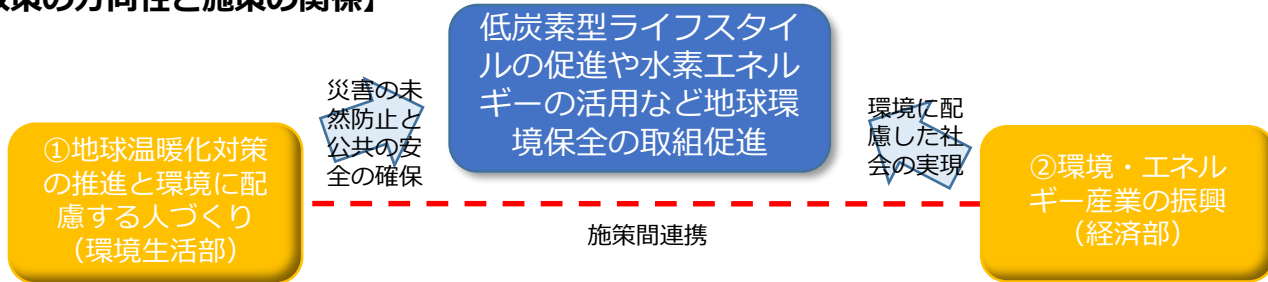 政策の方向性と施策の関係】
低炭素型ライフスタイ
ルの促進や水素エネル
ギーの活用など地球環
境保全の取組促進
災害の未
然防止と
公共の安
全の確保
環境に配
慮した社
会の実現
①地球温暖化対策
の推進と環境に配
慮する人づくり
（環境生活部）
②環境・エネル
ギー産業の振興
（経済部）
施策間連携